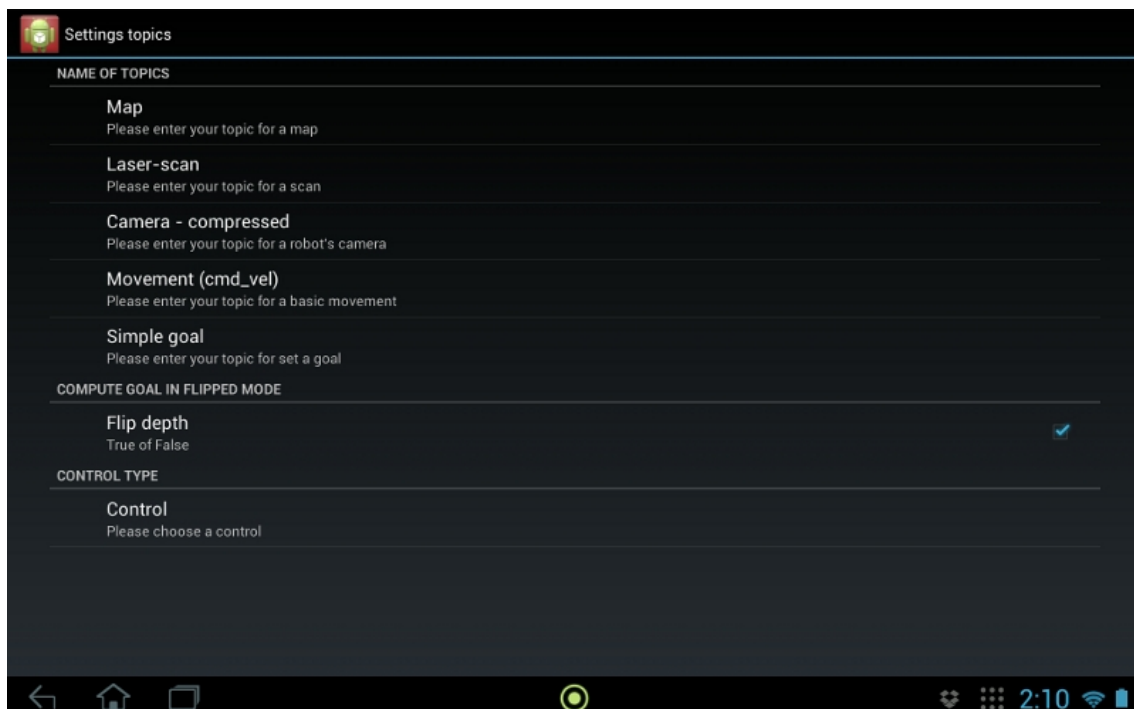 Settings topics
NAME OF TOPICS
Map
Please enter your topic for a map
Laser-scan
Please enter your topic for a scan
Camera - compressed
Please enter your topic for a robot's camera
Movement (cmd_vel)
Please enter your topic for a basic movement
Simple goal
Please enter your topic for set a goal
COMPUTE GOAL IN FLIPPED MODE
Flip depth
True of False
CONTROL TYPE
Control
Please choose a control
2:10